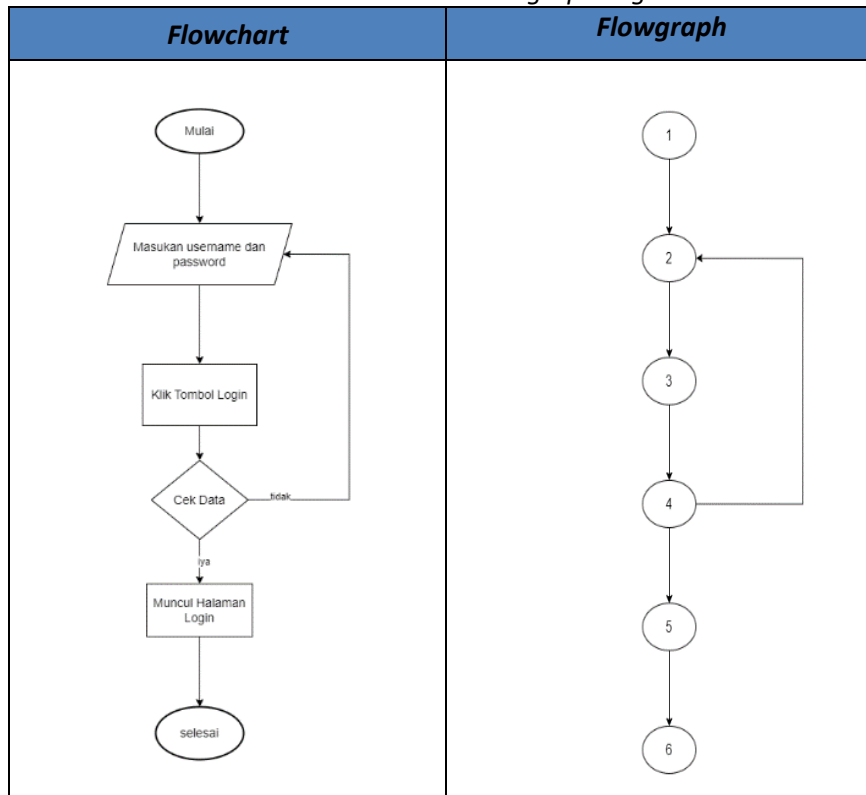 Flowchart
Flowgraph
Mulai
Masukan username dan
password
Klik Tombol Login
Cek Data
tidak
iya
Muncul Halaman
Login
selesai
1
2
3
4
5
6